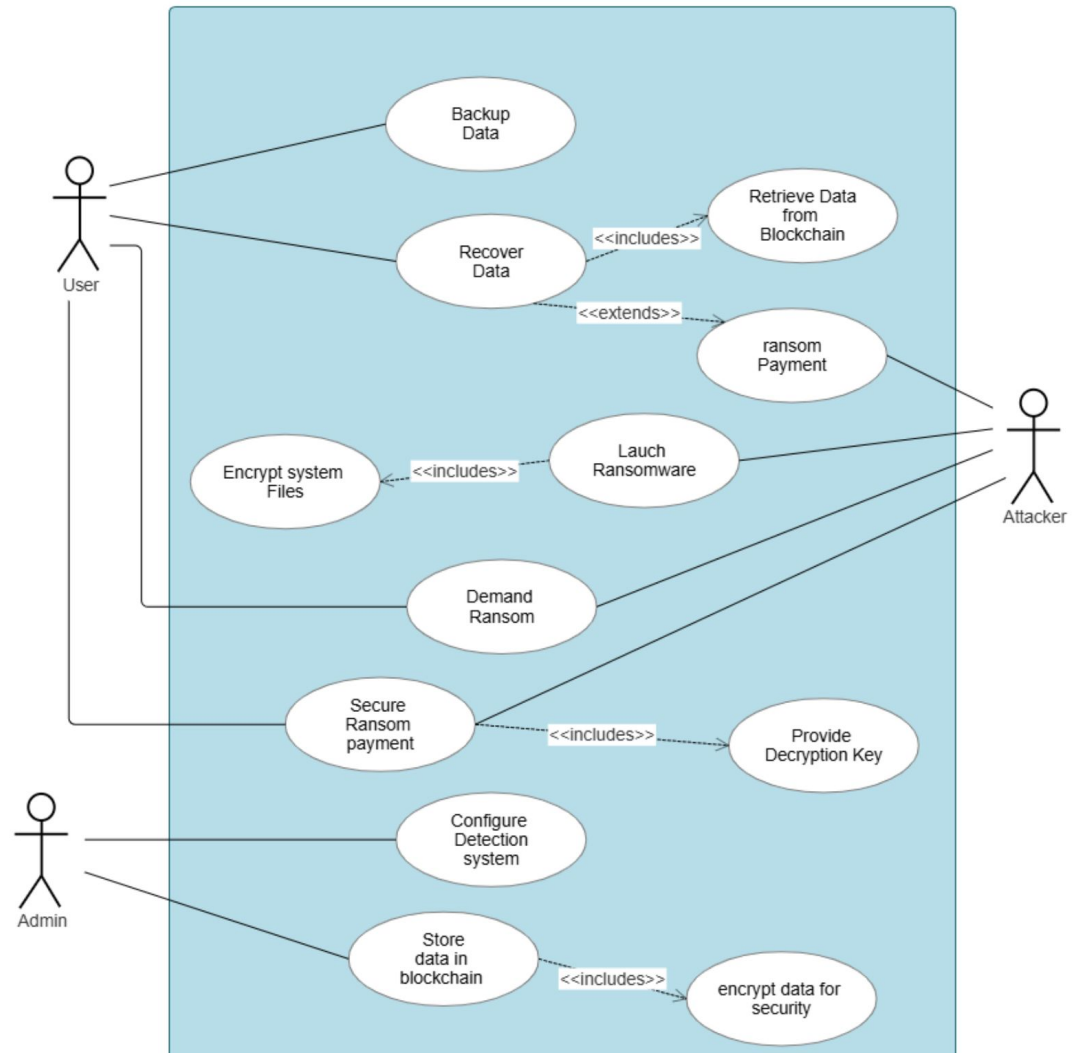 Backup
Data
User
Recover
Data
<<includes>>
Retrieve Data
from
Blockchain
<<extends>>
ransom
Payment
Encrypt system
Files
<<includes>>
Lauch
Ransomware
Attacker
Demand
Ransom
Secure
Ransom
payment
<<includes>>
Provide
Decryption Key
Admin
Configure
Detection
system
Store
data in
blockchain
<<includes>>
encrypt data for
security